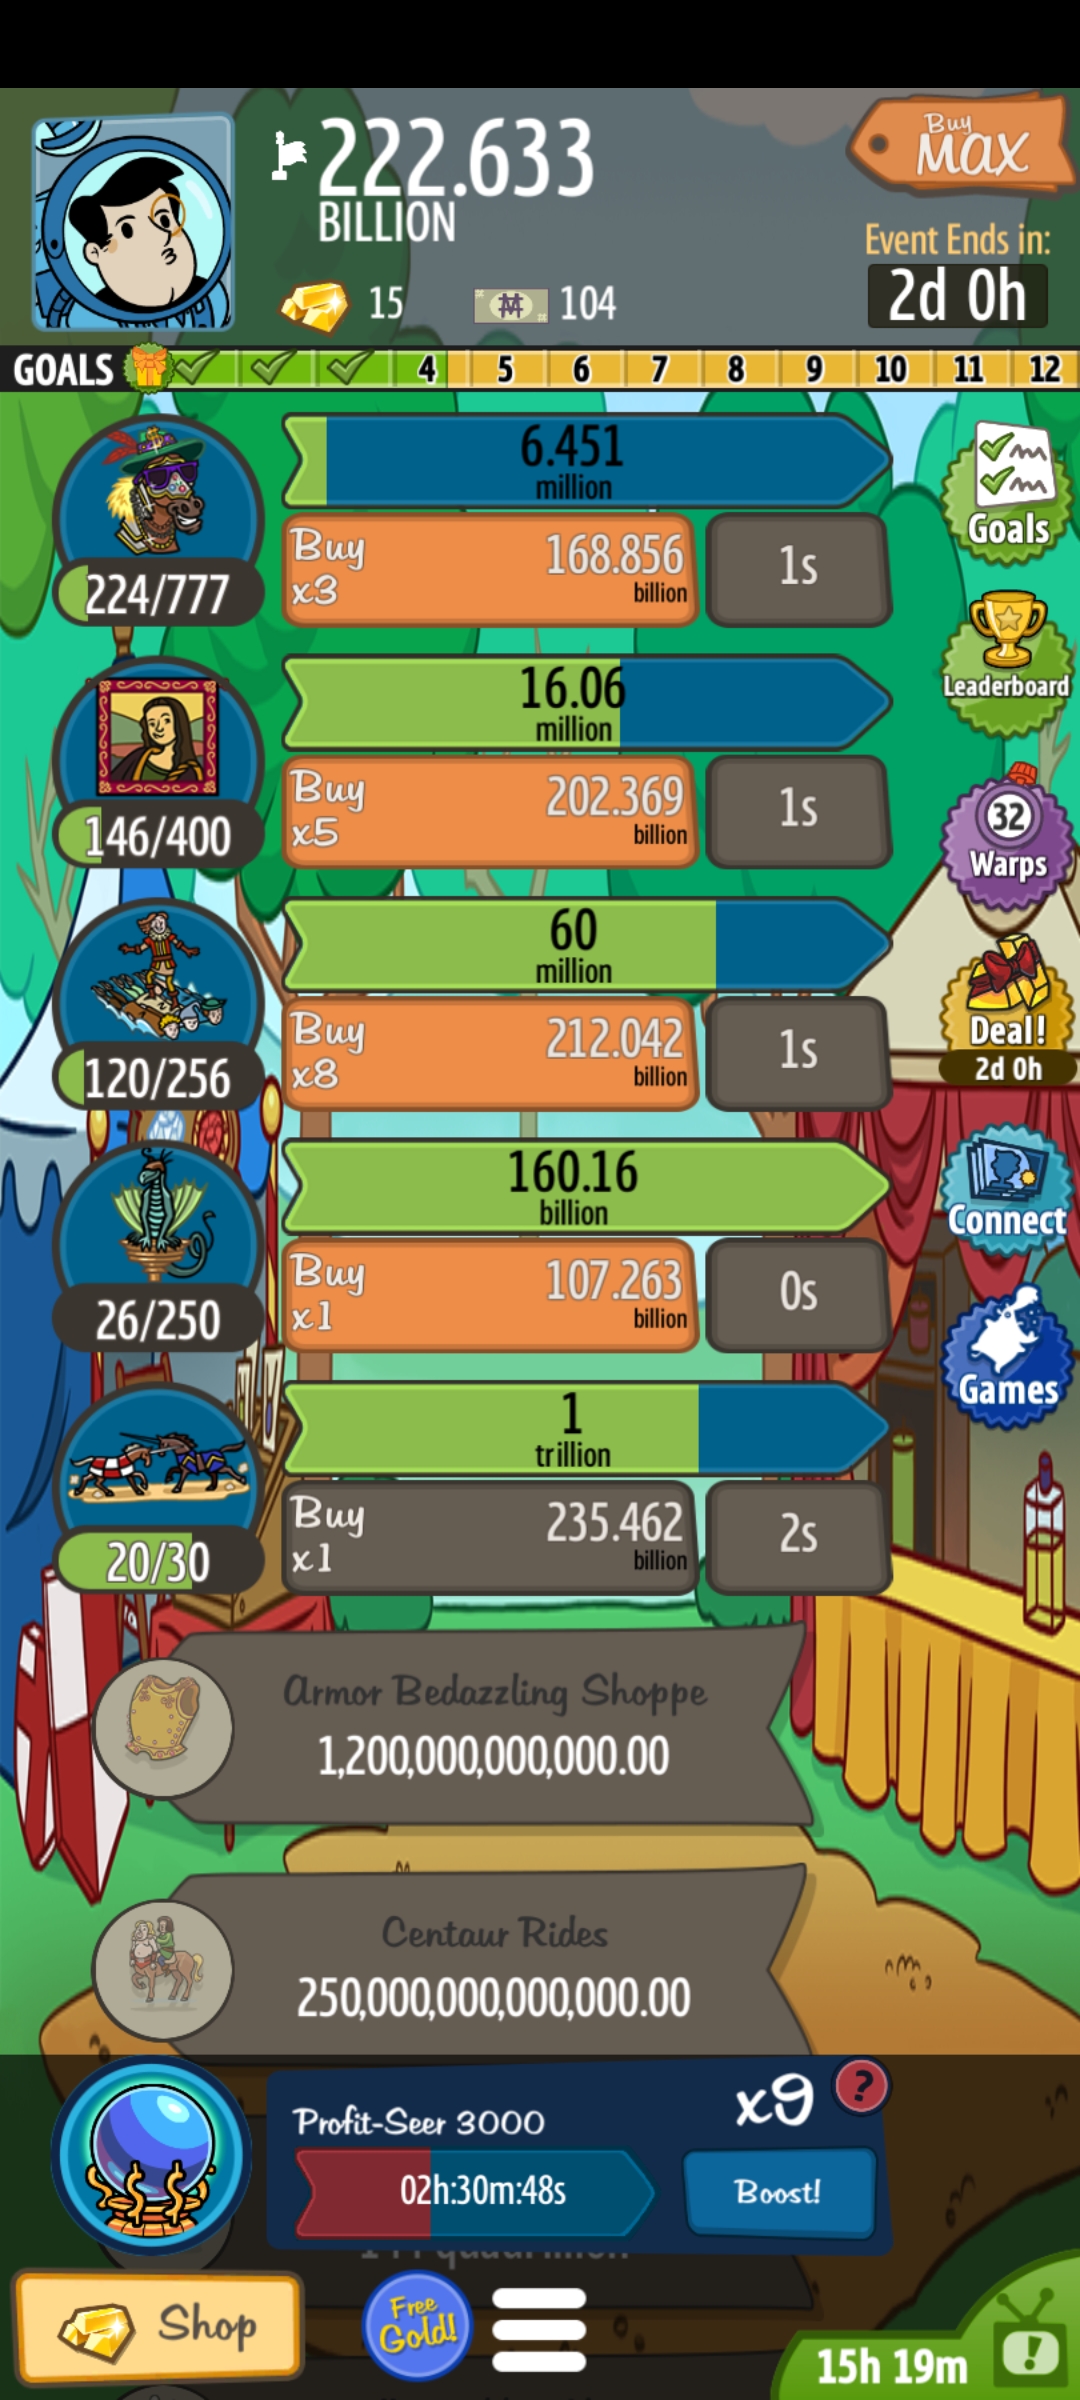 222.633
BILLION
Buy
MAX
Event Ends in:
2d 0h
15
104
GOALS 4 5 6 7 8 9 10 11 12
6.451
million
Buy
x3
168.856
billion
1s
224/777
Goals
16.06
million
Buy
x5
202.369
billion
1s
146/400
Leaderboard
60
million
Buy
x8
212.042
billion
1s
120/256
32
Warps
Deal!
2d 0h
160.16
billion
Buy
x1
107.263
billion
0s
26/250
Connect
1
trillion
Buy
x1
235.462
billion
2s
20/30
Games
Armor Bedazzling Shoppe
1,200,000,000,000.00
Centaur Rides
250,000,000,000,000.00
Profit-Seer 3000
x9
?
02h:30m:48s
Boost!
Shop
Free
Gold!
15h 19m